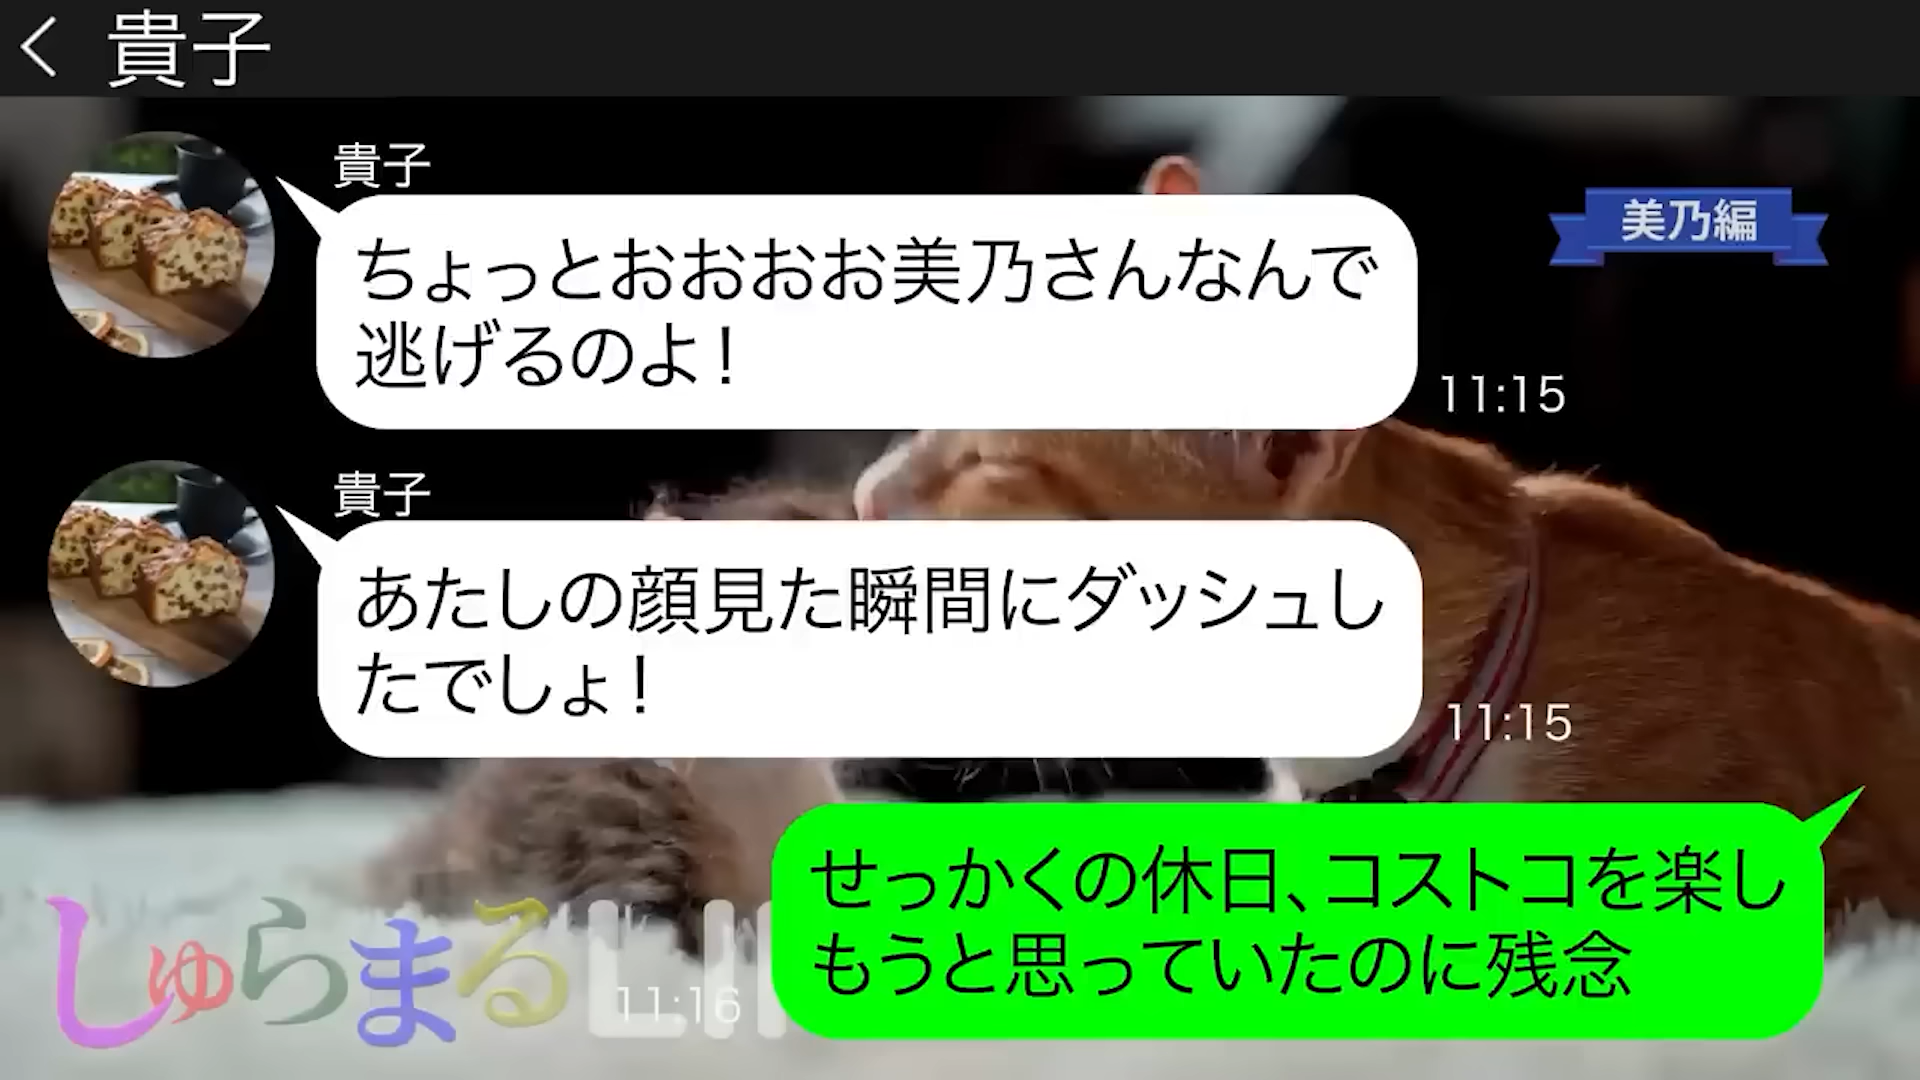 貴子
貴子
美乃編
ちょっとおおおお美乃さんなんで
逃げるのよ！
11:15
貴子
あたしの顔見た瞬間にダッシュし
たでしょ！
11:15
せっかくの休日、コストコを楽し
もうと思っていたのに残念
11:16
しゅらまる